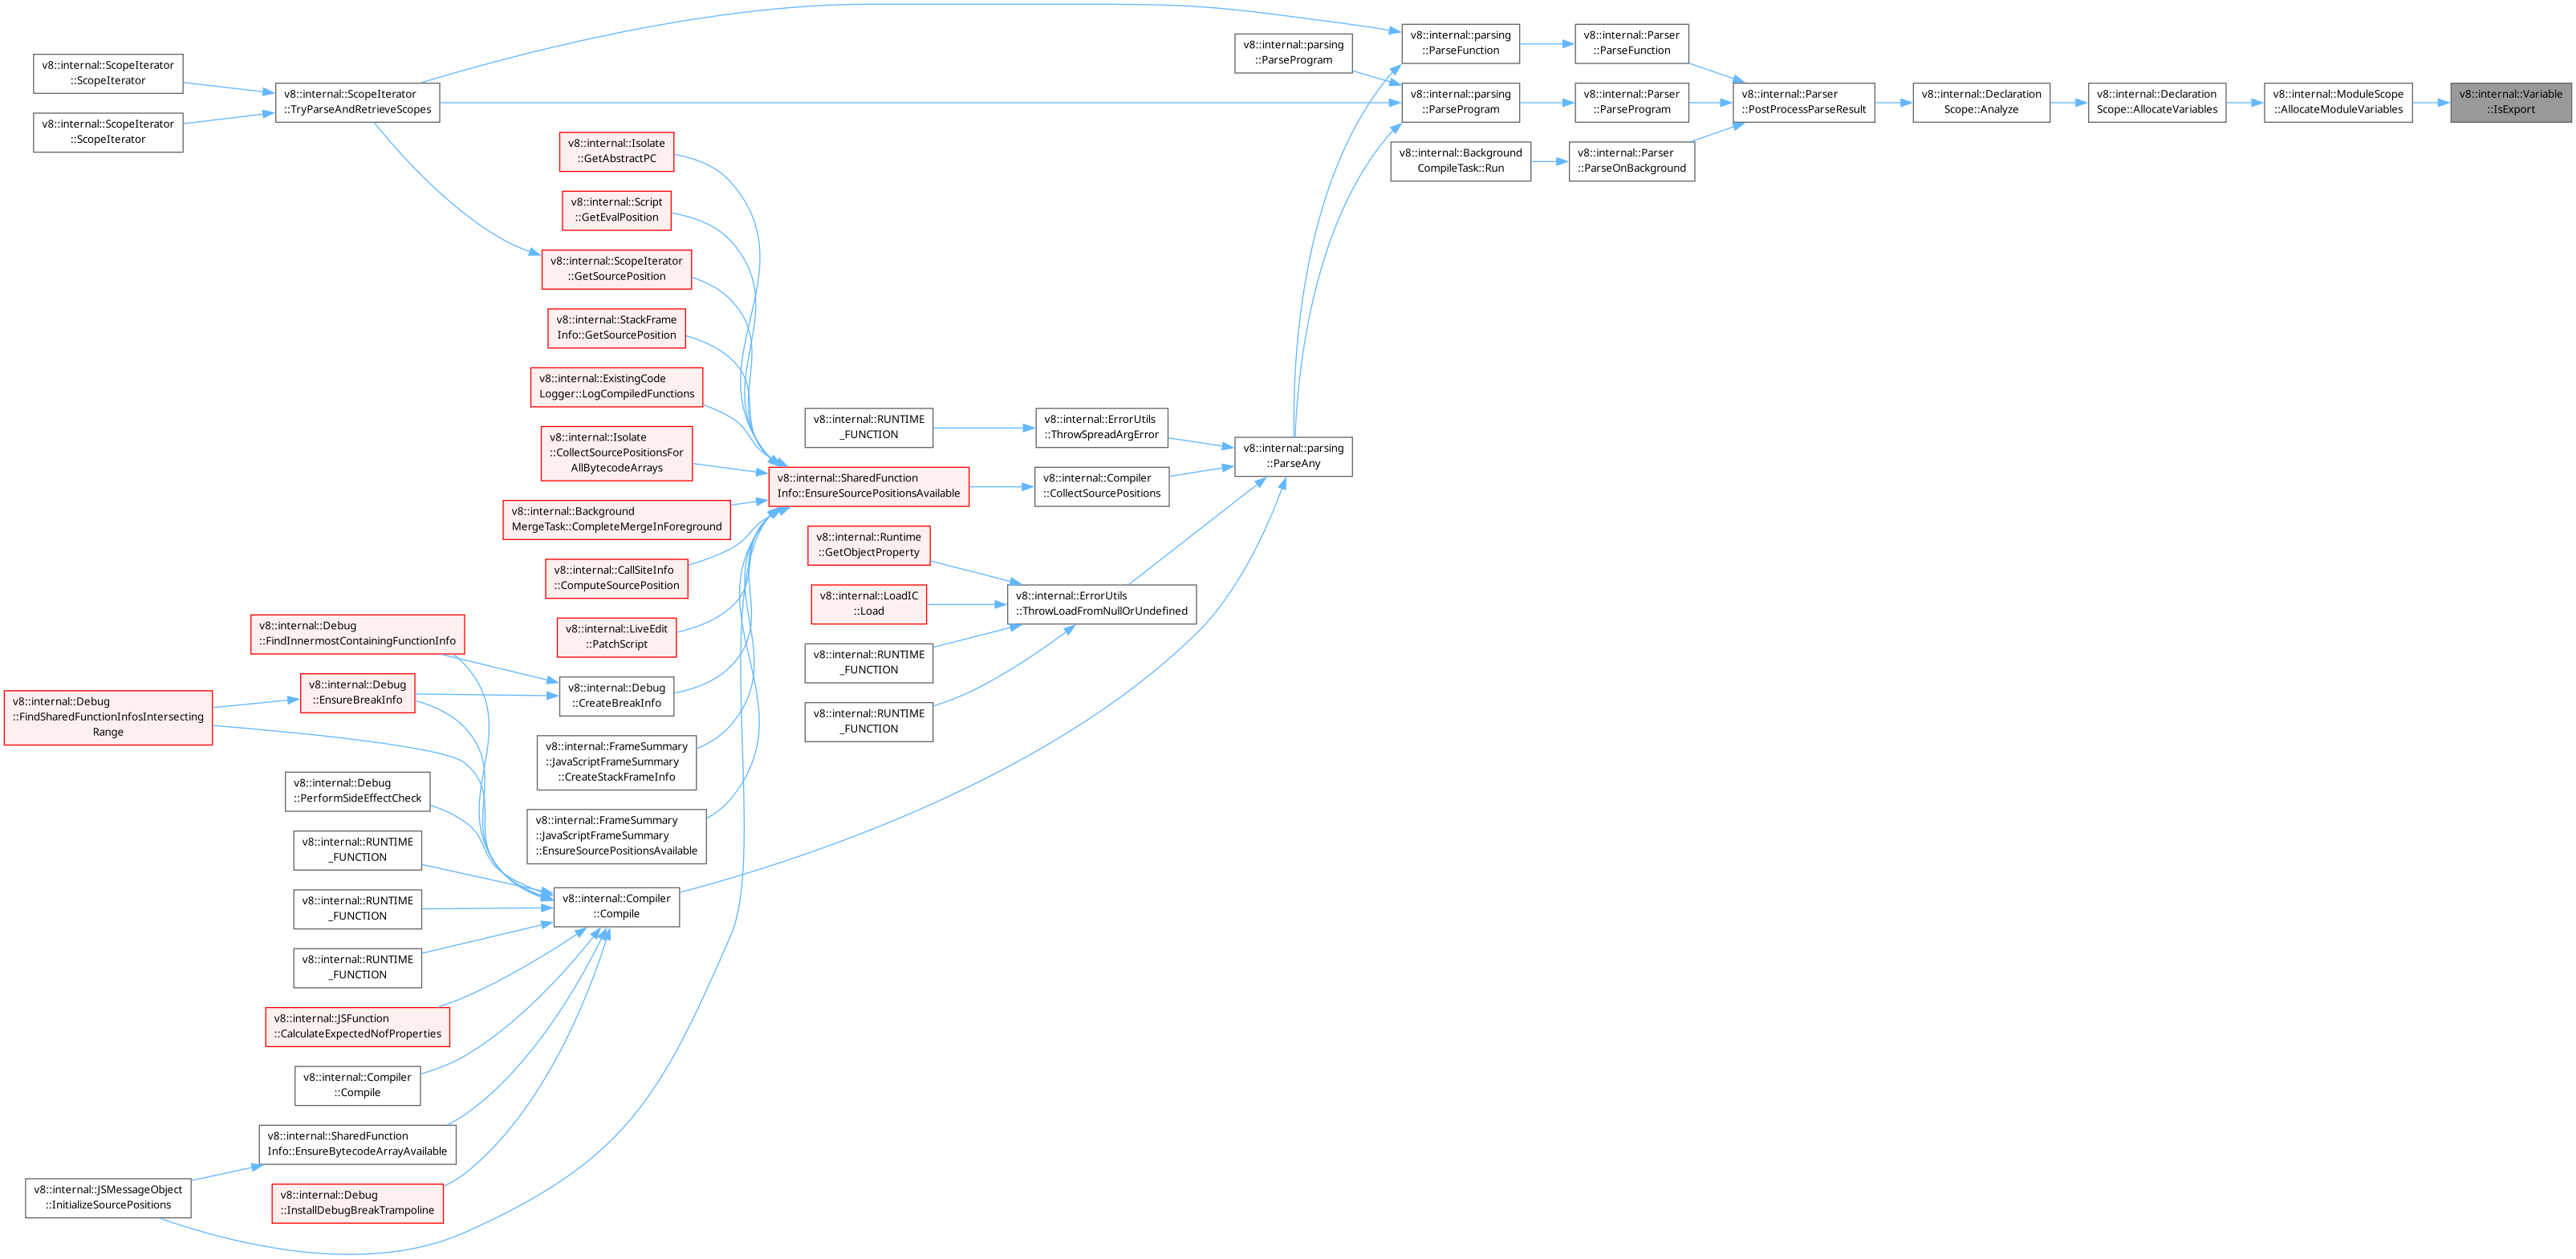 v8::internal::Variable
::IsExport
v8::internal::ModuleScope
::AllocateModuleVariables
v8::internal::Declaration
Scope::AllocateVariables
v8::internal::Declaration
Scope::Analyze
v8::internal::Parser
::PostProcessParseResult
v8::internal::Parser
::ParseFunction
v8::internal::parsing
::ParseFunction
v8::internal::ScopeIterator
::TryParseAndRetrieveScopes
v8::internal::ScopeIterator
::ScopeIterator
v8::internal::ScopeIterator
::ScopeIterator
v8::internal::parsing
::ParseAny
v8::internal::ErrorUtils
::ThrowSpreadArgError
v8::internal::RUNTIME
_FUNCTION
v8::internal::Compiler
::CollectSourcePositions
v8::internal::SharedFunction
Info::EnsureSourcePositionsAvailable
v8::internal::Isolate
::GetAbstractPC
v8::internal::Script
::GetEvalPosition
v8::internal::ScopeIterator
::GetSourcePosition
v8::internal::StackFrame
Info::GetSourcePosition
v8::internal::ExistingCode
Logger::LogCompiledFunctions
v8::internal::Isolate
::CollectSourcePositionsFor
AllBytecodeArrays
v8::internal::Background
MergeTask::CompleteMergeInForeground
v8::internal::CallSiteInfo
::ComputeSourcePosition
v8::internal::LiveEdit
::PatchScript
v8::internal::Debug
::CreateBreakInfo
v8::internal::Debug
::FindInnermostContainingFunctionInfo
v8::internal::Debug
::EnsureBreakInfo
v8::internal::Debug
::FindSharedFunctionInfosIntersecting
Range
v8::internal::FrameSummary
::JavaScriptFrameSummary
::CreateStackFrameInfo
v8::internal::FrameSummary
::JavaScriptFrameSummary
::EnsureSourcePositionsAvailable
v8::internal::JSMessageObject
::InitializeSourcePositions
v8::internal::ErrorUtils
::ThrowLoadFromNullOrUndefined
v8::internal::Runtime
::GetObjectProperty
v8::internal::LoadIC
::Load
v8::internal::RUNTIME
_FUNCTION
v8::internal::RUNTIME
_FUNCTION
v8::internal::Compiler
::Compile
v8::internal::Debug
::PerformSideEffectCheck
v8::internal::RUNTIME
_FUNCTION
v8::internal::RUNTIME
_FUNCTION
v8::internal::RUNTIME
_FUNCTION
v8::internal::JSFunction
::CalculateExpectedNofProperties
v8::internal::Compiler
::Compile
v8::internal::SharedFunction
Info::EnsureBytecodeArrayAvailable
v8::internal::Debug
::InstallDebugBreakTrampoline
v8::internal::Parser
::ParseProgram
v8::internal::parsing
::ParseProgram
v8::internal::parsing
::ParseProgram
v8::internal::Parser
::ParseOnBackground
v8::internal::Background
CompileTask::Run